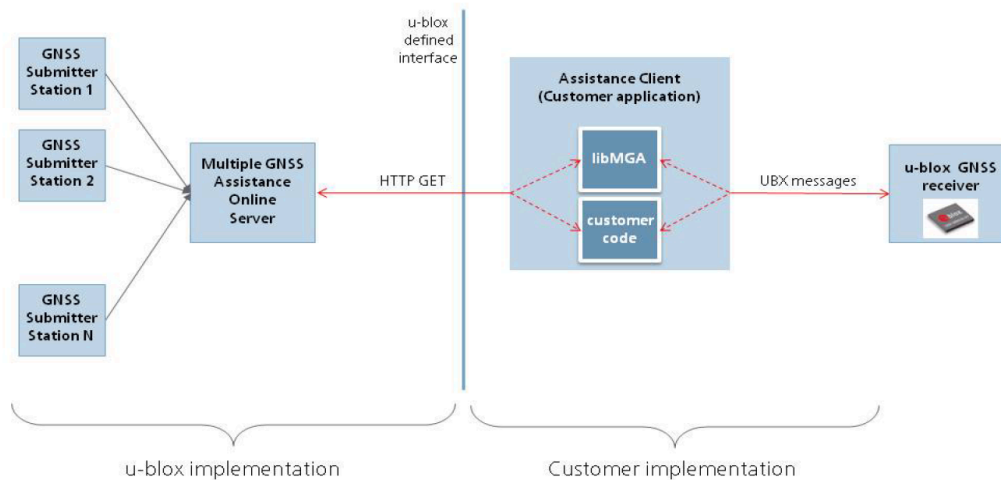 u-blox
defined
interface
GNSS
Submitter
Station 1
GNSS
Submitter
Station 2
GNSS
Submitter
Station N
Multiple GNSS
Assistance
Online
Server
HTTP GET
Assistance Client
(Customer application)
libMGA
customer
code
UBX messages
u-blox GNSS
receiver
u-blox implementation
Customer implementation